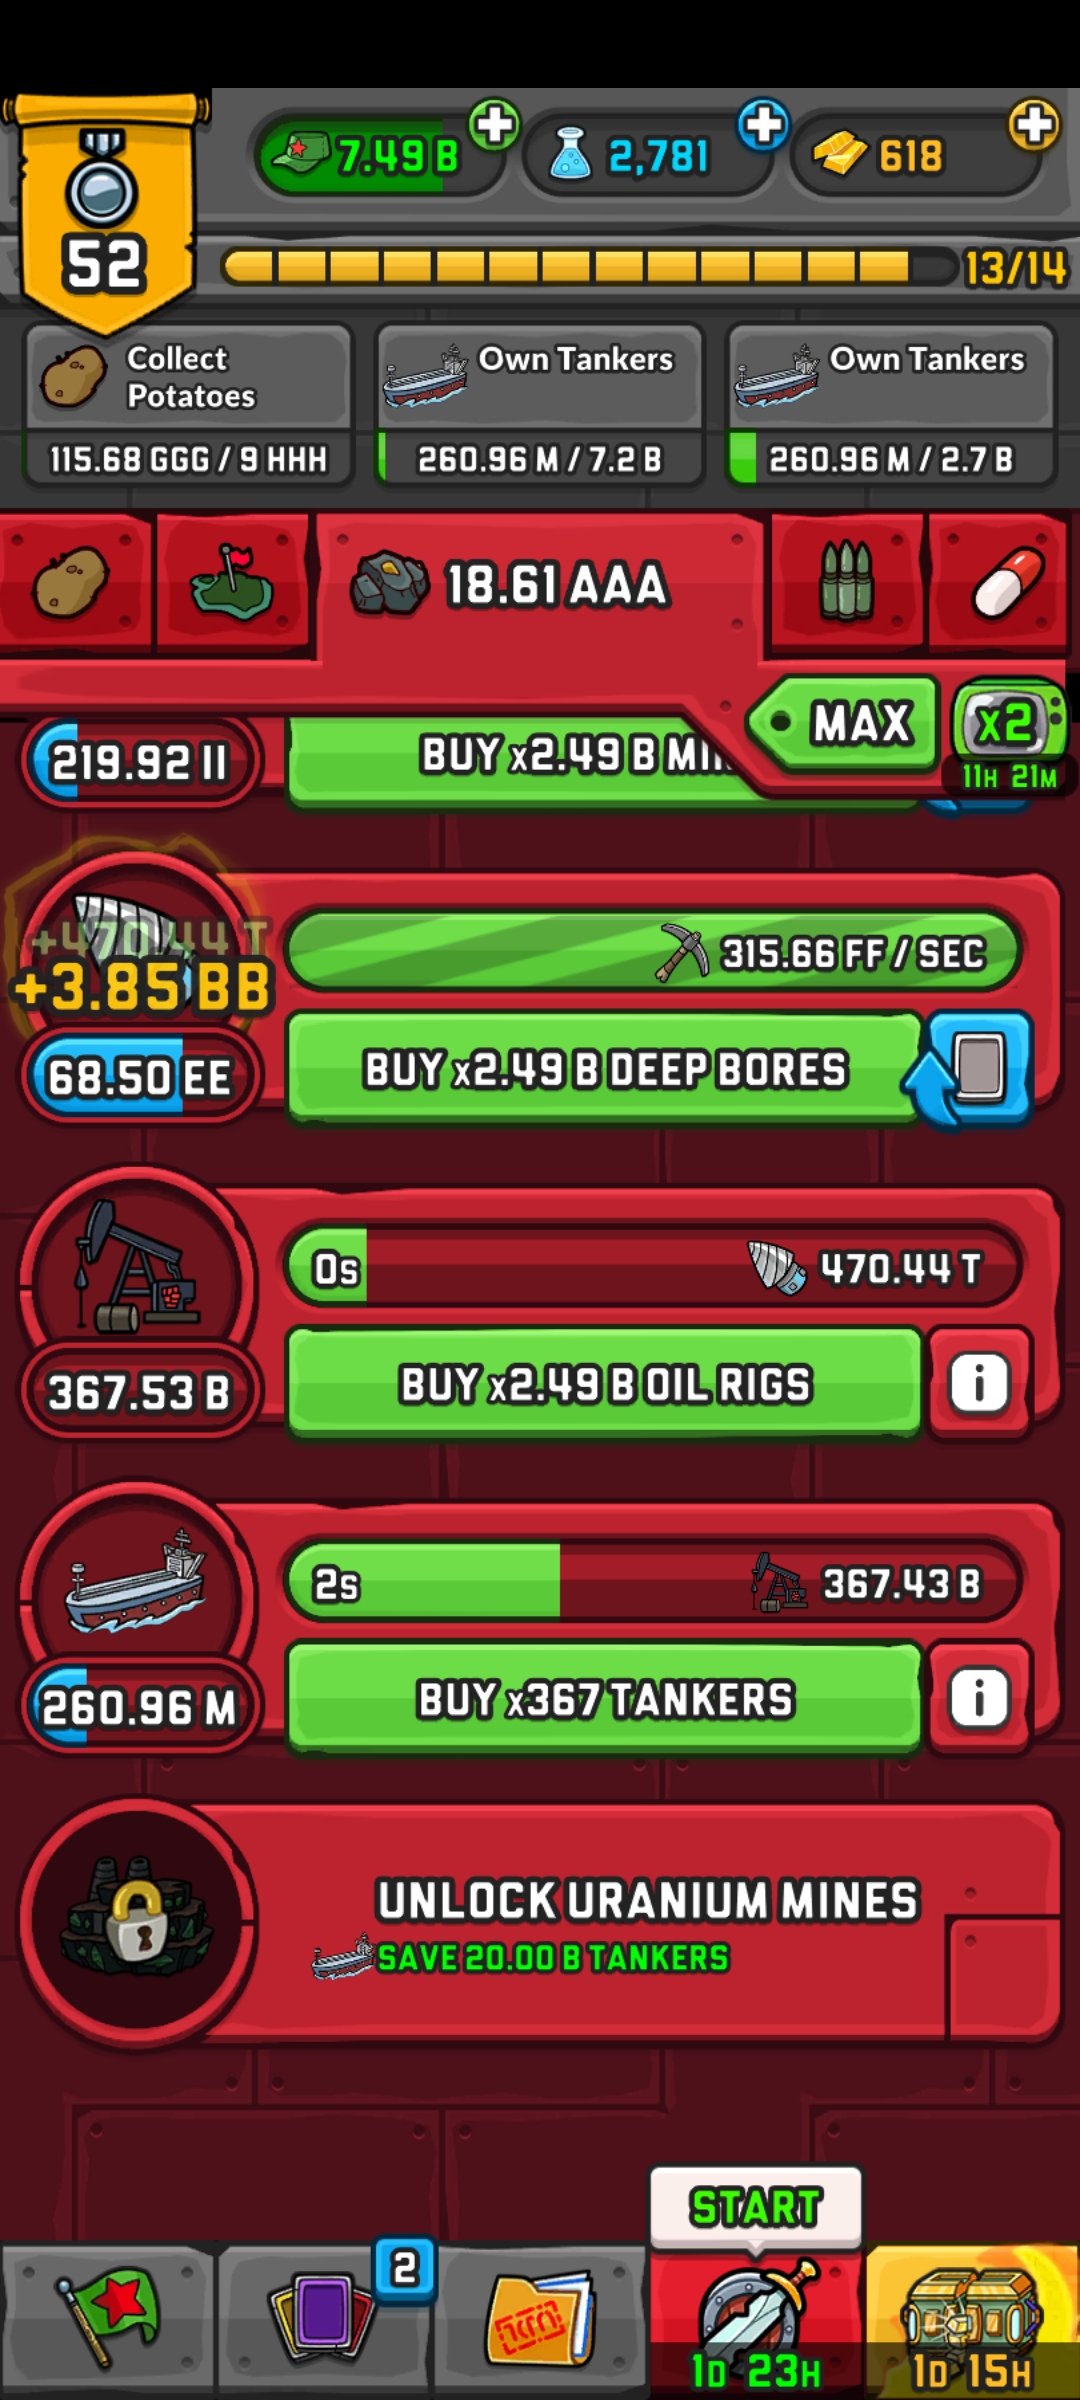 7.49 B
2,781
618
52
13/14
Collect
Potatoes
115.68 GGG / 9 HHH
Own Tankers
260.96 M / 7.2 B
Own Tankers
260.96 M / 2.7 B
18.61 AAA
MAX
x2
11H 21M
219.92 II
BUY x2.49 B
+470.44 T
+3.85 BB
315.66 FF / SEC
68.50 EE
BUY x2.49 B DEEP BORES
0s
470.44 T
367.53 B
BUY x2.49 B OIL RIGS
i
2s
367.43 B
260.96 M
BUY x367 TANKERS
i
UNLOCK URANIUM MINES
SAVE 20.00 B TANKERS
START
2
1D 23H
1D 15H